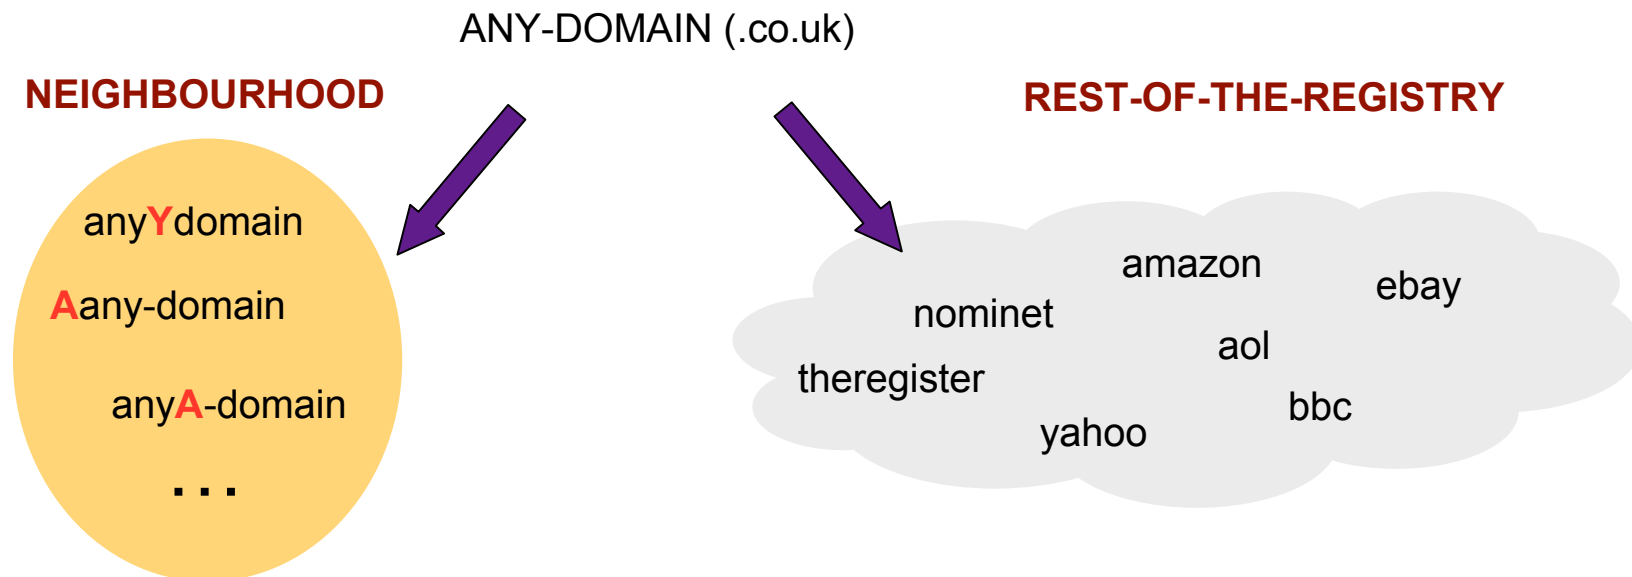 ANY-DOMAIN (.co.uk)
NEIGHBOURHOOD
anyYdomain
Aany-domain
anyA-domain
...
REST-OF-THE-REGISTRY
amazon
ebay
nominet
aol
theregister
bbc
yahoo